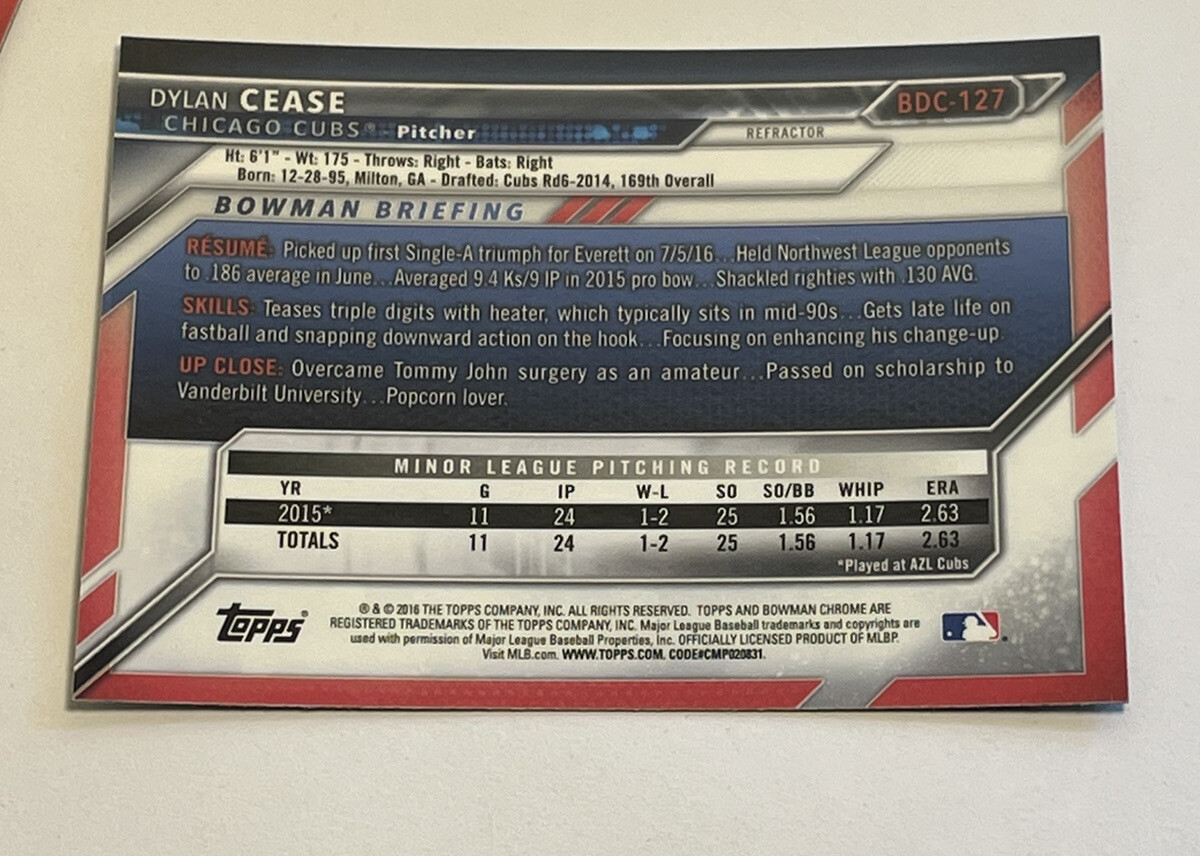 DYLAN CEASE
BDC-127
CHICAGO CUBS® - Pitcher
REFRACTOR
Ht: 6'1" - Wt: 175 - Throws: Right - Bats: Right
Born: 12-28-95, Milton, GA - Drafted: Cubs Rd6-2014, 169th Overall
BOWMAN BRIEFING
RÉSUMÉ: Picked up first Single-A triumph for Everett on 7/5/16...Held Northwest League opponents
to .186 average in June...Averaged 9.4 Ks/9 IP in 2015 pro bow...Shackled righties with .130 AVG.
SKILLS: Teases triple digits with heater, which typically sits in mid-90s...Gets late life on
fastball and snapping downward action on the hook...Focusing on enhancing his change-up.
UP CLOSE: Overcame Tommy John surgery as an amateur...Passed on scholarship to
Vanderbilt University...Popcorn lover.
MINOR LEAGUE PITCHING RECORD
YR G IP W-L SO SO/BB WHIP ERA
2015* 11 24 1-2 25 1.56 1.17 2.63
TOTALS 11 24 1-2 25 1.56 1.17 2.63
*Played at AZL Cubs
Topps®
® & © 2016 THE TOPPS COMPANY, INC. ALL RIGHTS RESERVED. TOPPS AND BOWMAN CHROME ARE
REGISTERED TRADEMARKS OF THE TOPPS COMPANY, INC. Major League Baseball trademarks and copyrights are
used with permission of Major League Baseball Properties, Inc. OFFICIALLY LICENSED PRODUCT OF MLBP.
Visit MLB.com. WWW.TOPPS.COM. CODE#CMP020831.